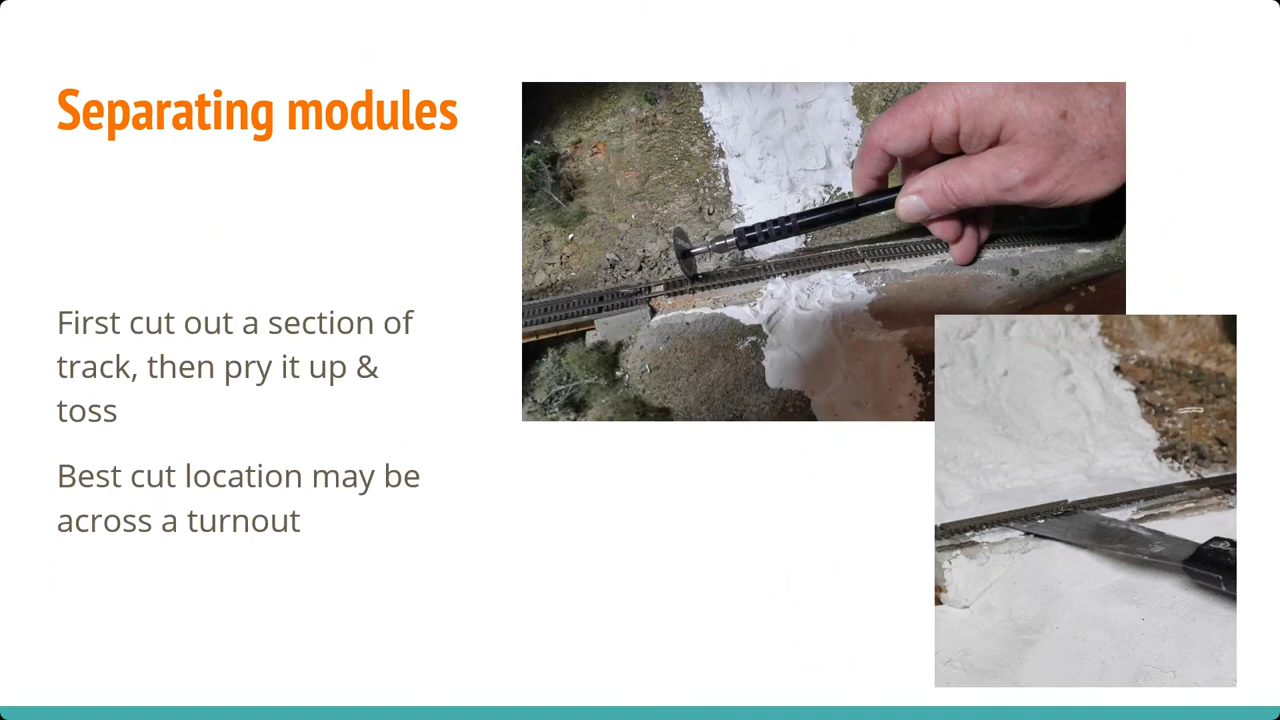 Separating modules
First cut out a section of
track, then pry it up &
toss
Best cut location may be
across a turnout